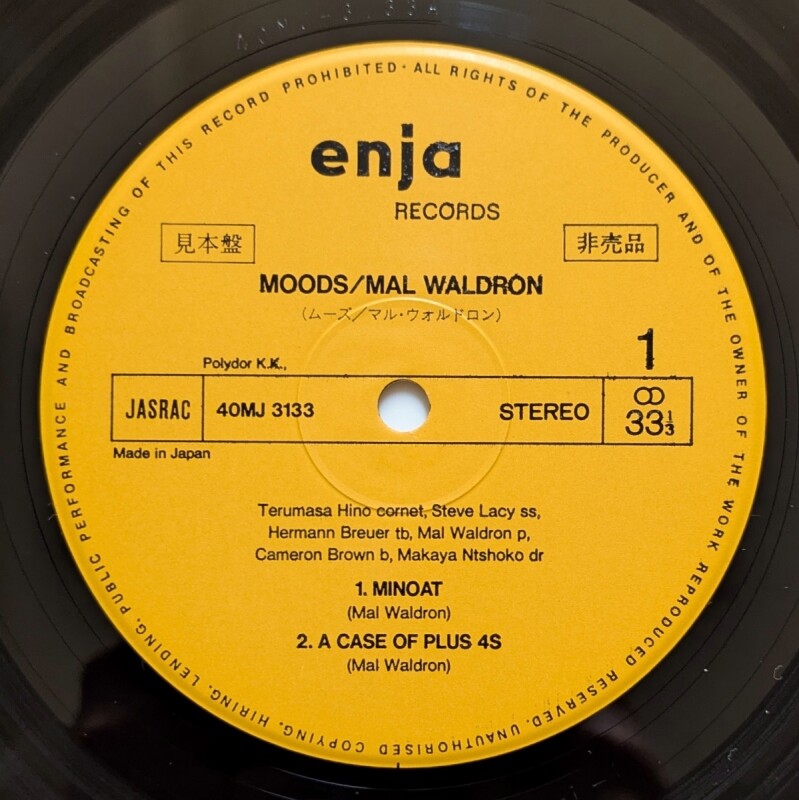 40MJ-3133A
ALL RIGHTS OF THE PRODUCER AND OF THE OWNER OF THE WORK REPRODUCED RESERVED. UNAUTHORISED COPYING, HIRING, LENDING, PUBLIC PERFORMANCE AND BROADCASTING OF THIS RECORD PROHIBITED·
enja
RECORDS
見本盤 非売品
MOODS/MAL WALDRON
(ムーズ/マル・ウォルドロン)
1
Polydor K.K.,
JASRAC 40MJ 3133 STEREO 33 1/3
Made in Japan
Terumasa Hino cornet, Steve Lacy ss,
Hermann Breuer tb, Mal Waldron p,
Cameron Brown b, Makaya Ntshoko dr
1. MINOAT
(Mal Waldron)
2. A CASE OF PLUS 4S
(Mal Waldron)